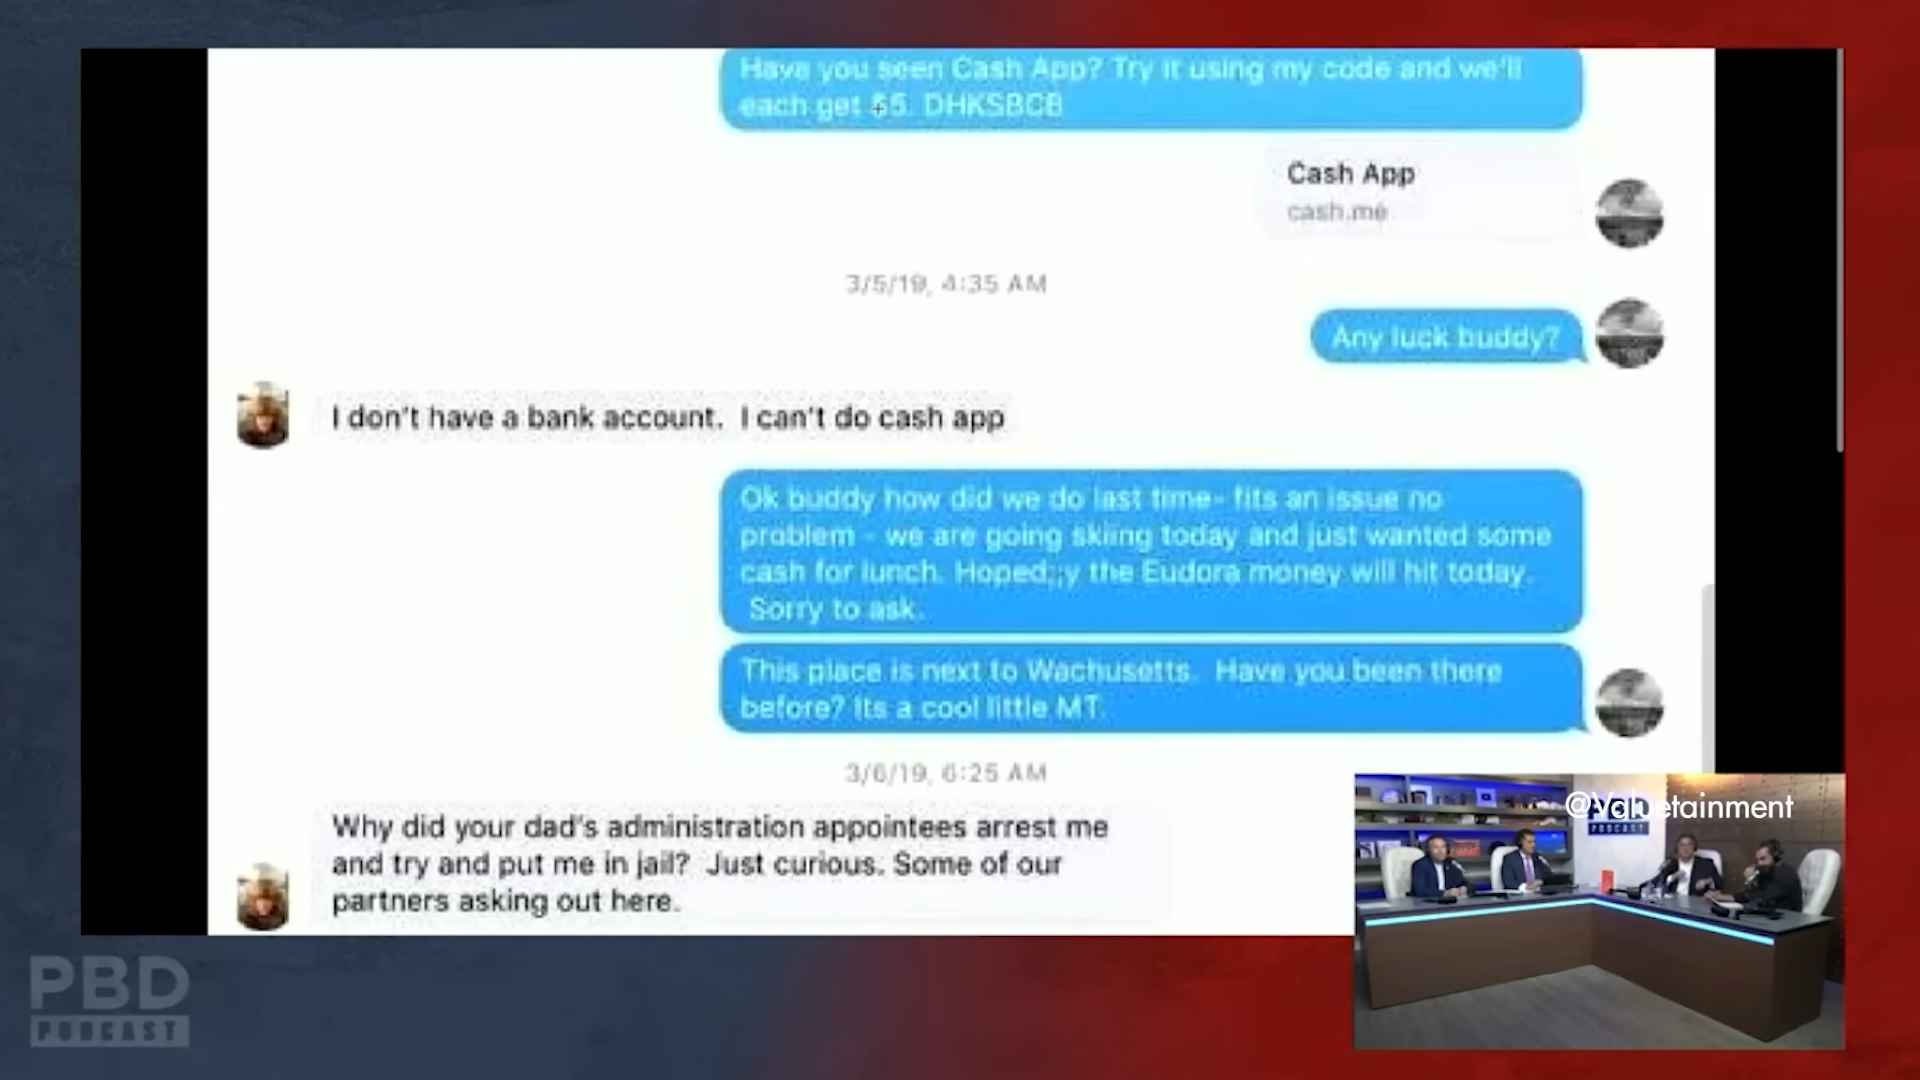 Have you seen Cash App? Try it using my code and we'll
each get $5. DHKSBCB
Cash App
cash.me
3/5/19, 4:35 AM
Any luck buddy?
I don't have a bank account. I can't do cash app
Ok buddy how did we do last time- fits an issue no
problem - we are going skiing today and just wanted some
cash for lunch. Hoped;;y the Eudora money will hit today.
Sorry to ask.
This place is next to Wachusetts. Have you been there
before? Its a cool little MT.
3/6/19, 6:25 AM
Why did your dad's administration appointees arrest me
and try and put me in jail? Just curious. Some of our
partners asking out here.
@Valuetainment
PODCAST
PBD
PODCAST